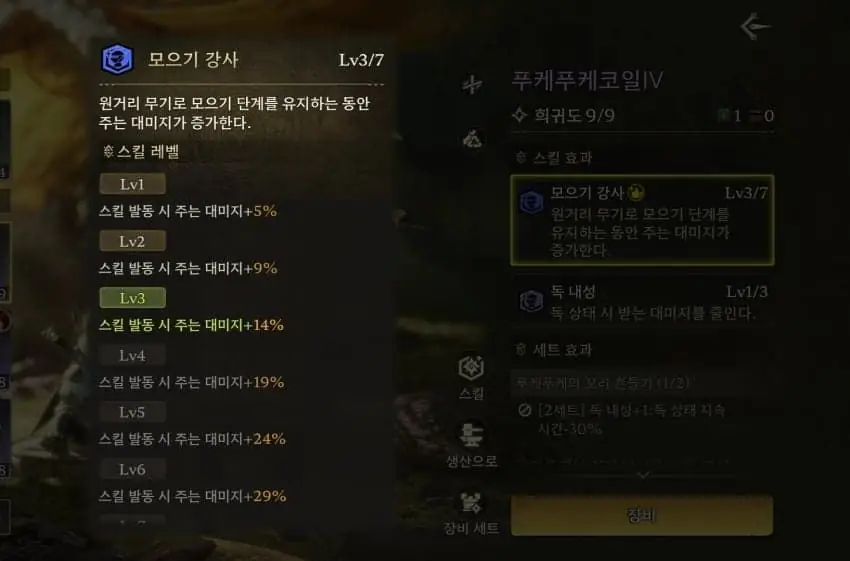 모으기 강사
Lv3/7
원거리 무기로 모으기 단계를 유지하는 동안
주는 대미지가 증가한다.
스킬 레벨
Lv1
스킬 발동 시 주는 대미지+5%
Lv2
스킬 발동 시 주는 대미지+9%
Lv3
스킬 발동 시 주는 대미지+14%
Lv4
스킬 발동 시 주는 대미지+19%
Lv5
스킬 발동 시 주는 대미지+24%
Lv6
스킬 발동 시 주는 대미지+29%
푸케푸케코일IV
희귀도 9/9
1
0
스킬 효과
모으기 강사
Lv3/7
원거리 무기로 모으기 단계를
유지하는 동안 주는 대미지가
증가한다.
독 내성
Lv1/3
독 상태 시 받는 대미지를 줄인다.
세트 효과
(1/2)
[2세트] 독 내성+1:독 상태 지속
시간-30%
스킬
생산으로
장비 세트
장비